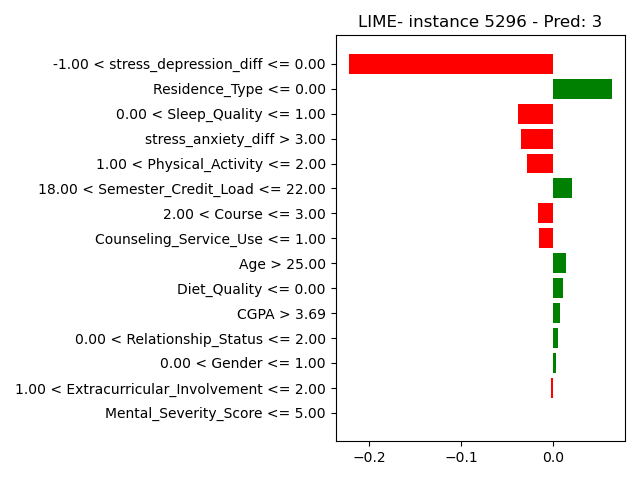 LIME- instance 5296 - Pred: 3
-1.00 < stress_depression_diff <= 0.00
Residence_Type <= 0.00
0.00 < Sleep_Quality <= 1.00
stress_anxiety_diff > 3.00
1.00 < Physical_Activity <= 2.00
18.00 < Semester_Credit_Load <= 22.00
2.00 < Course <= 3.00
Counseling_Service_Use <= 1.00
Age > 25.00
Diet_Quality <= 0.00
CGPA > 3.69
0.00 < Relationship_Status <= 2.00
0.00 < Gender <= 1.00
1.00 < Extracurricular_Involvement <= 2.00
Mental_Severity_Score <= 5.00
−0.2 −0.1 0.0